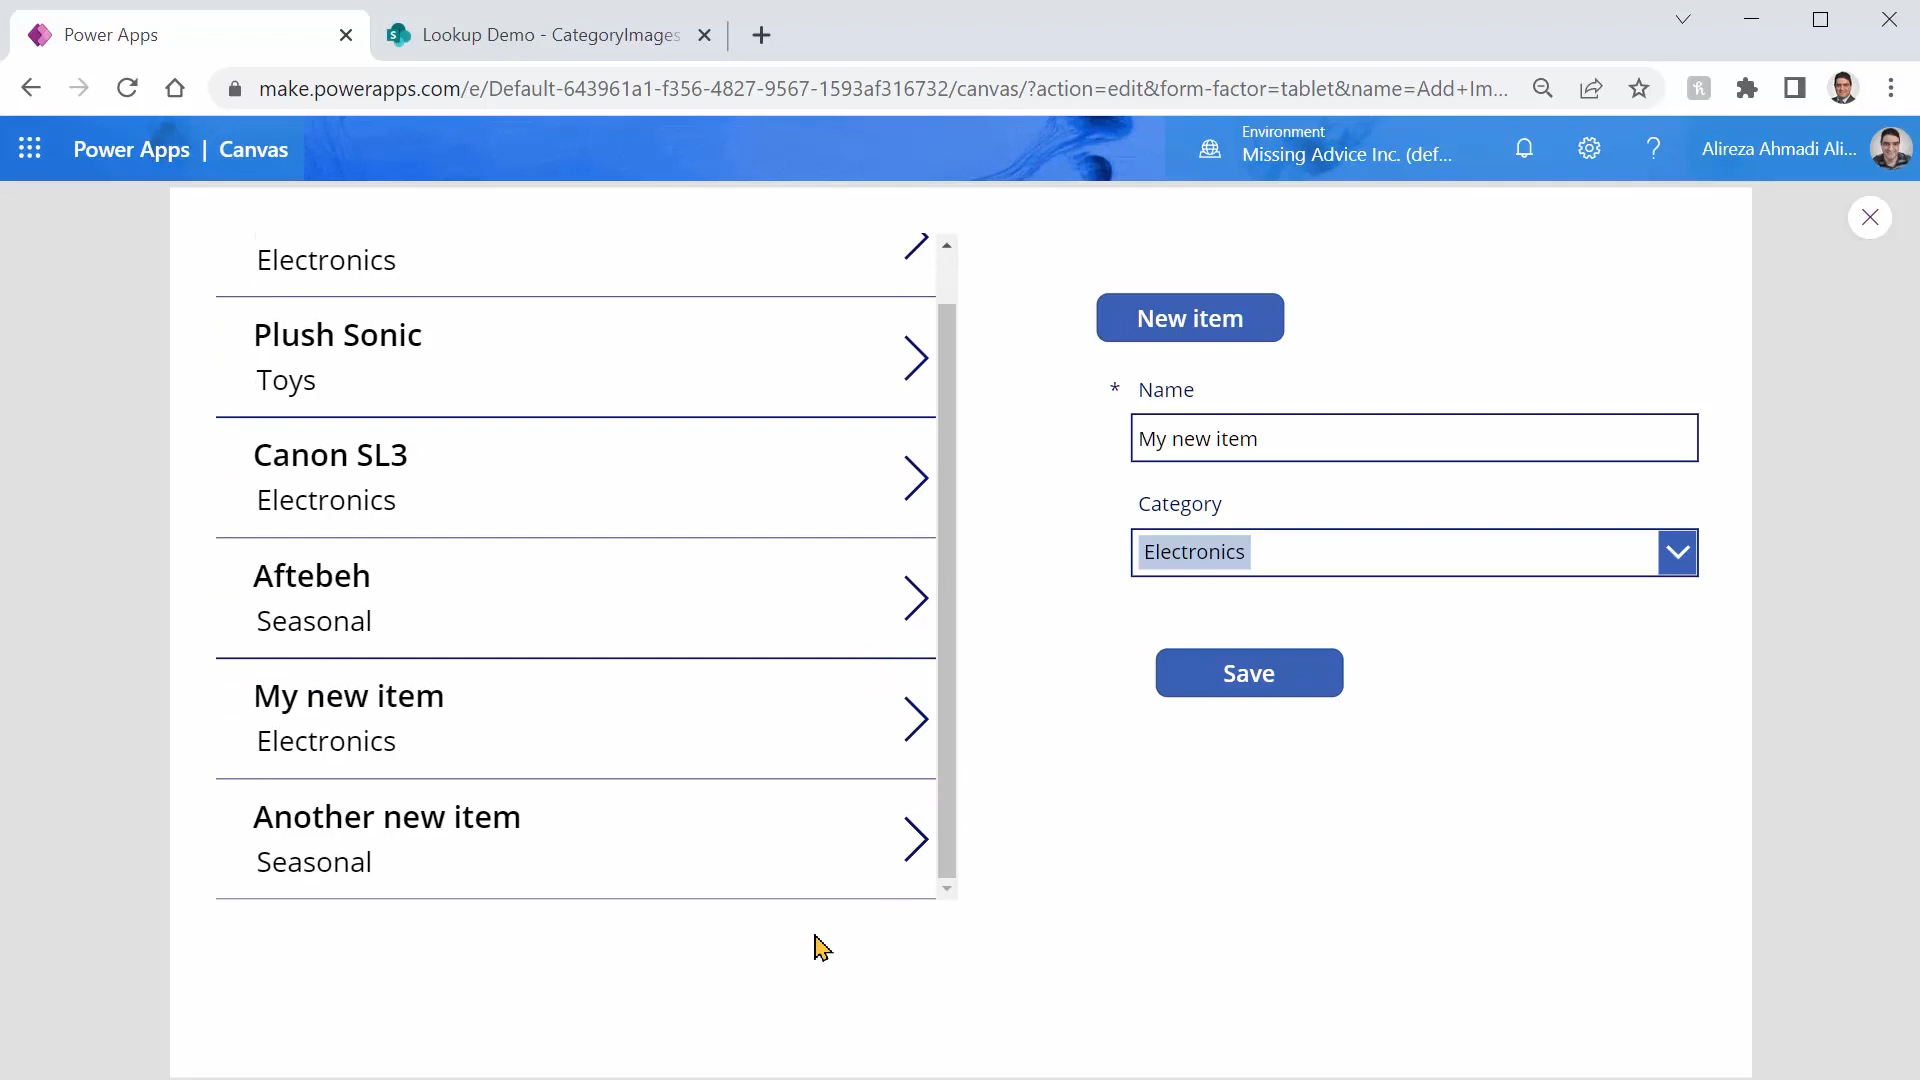 Power Apps
Lookup Demo - CategoryImages
make.powerapps.com/e/Default-643961a1-f356-4827-9567-1593af316732/canvas/?action=edit&form-factor=tablet&name=Add+Im...
Power Apps | Canvas
Environment
Missing Advice Inc. (def...
Alireza Ahmadi Ali...
Electronics
Plush Sonic
Toys
Canon SL3
Electronics
Aftebeh
Seasonal
My new item
Electronics
Another new item
Seasonal
New item
* Name
My new item
Category
Electronics
Save